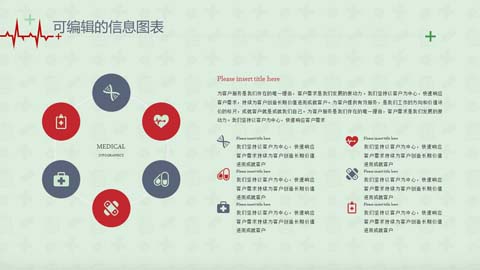 可编辑的信息图表
MEDICAL
Please insert title here
为客户服务是我们存在的唯一理由，客户需求是我们发展的原动力。我们坚持以客户为中心，快速响应
客户需求，持续为客户创造长期价值进而成就客户。为客户提供有效服务，是我们工作的方向和价值评
价的标尺，成就客户就是成就我们自己。为客户服务是我们存在的唯一理由，客户需求是我们发展的原动
力。我们坚持以客户为中心，快速响应客户需求
Please insert title here
我们坚持以客户为中心，快速响应
客户需求持续为客户创造长期价值
进而成就客户
Please insert title here
我们坚持以客户为中心，快速响应
客户需求持续为客户创造长期价值
进而成就客户
Please insert title here
我们坚持以客户为中心，快速响应
客户需求持续为客户创造长期价值
进而成就客户
Please insert title here
我们坚持以客户为中心，快速响应
客户需求持续为客户创造长期价值
进而成就客户
Please insert title here
我们坚持以客户为中心，快速响应
客户需求持续为客户创造长期价值
进而成就客户
Please insert title here
我们坚持以客户为中心，快速响应
客户需求持续为客户创造长期价值
进而成就客户